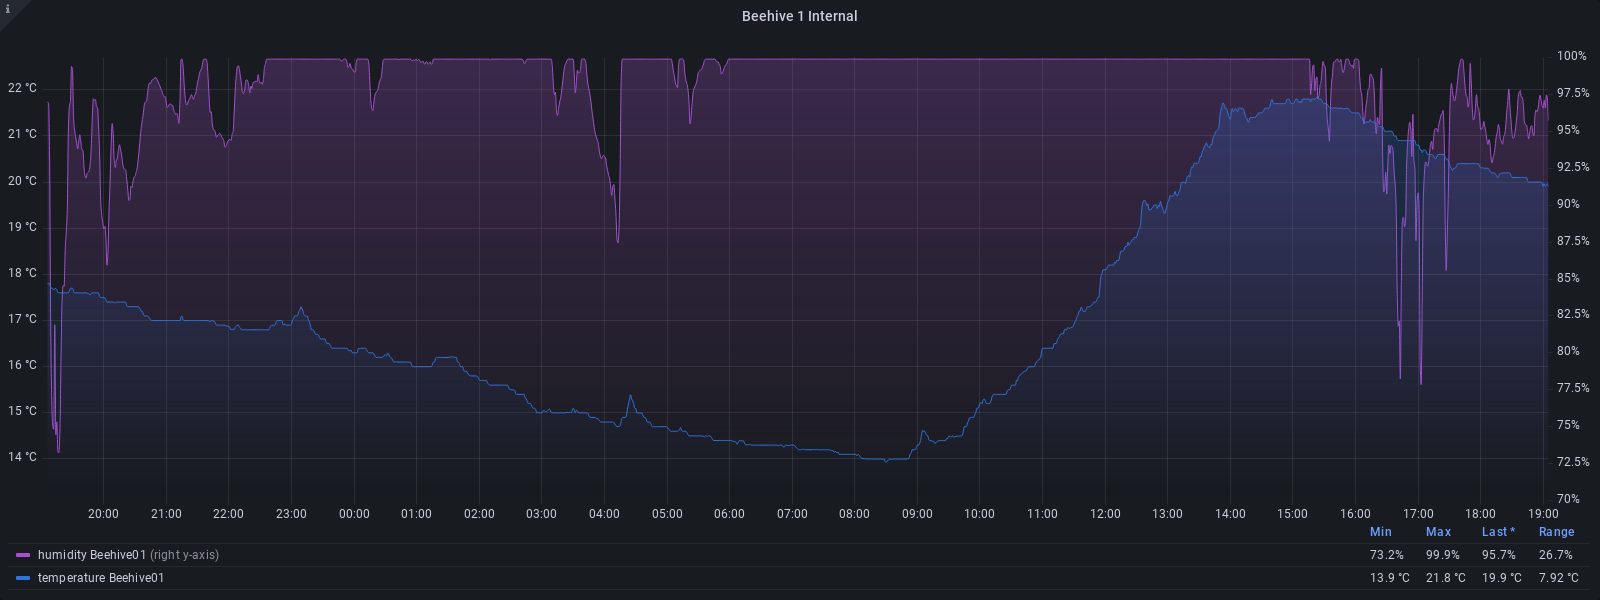 i
Beehive 1 Internal
22 °C
21 °C
20 °C
19 °C
18 °C
17 °C
16 °C
15 °C
14 °C
100%
97.5%
95%
92.5%
90%
87.5%
85%
82.5%
80%
77.5%
75%
72.5%
70%
20:00 21:00 22:00 23:00 00:00 01:00 02:00 03:00 04:00 05:00 06:00 07:00 08:00 09:00 10:00 11:00 12:00 13:00 14:00 15:00 16:00 17:00 18:00 19:00
Min Max Last * Range
humidity Beehive01 (right y-axis) 73.2% 99.9% 95.7% 26.7%
temperature Beehive01 13.9 °C 21.8 °C 19.9 °C 7.92 °C